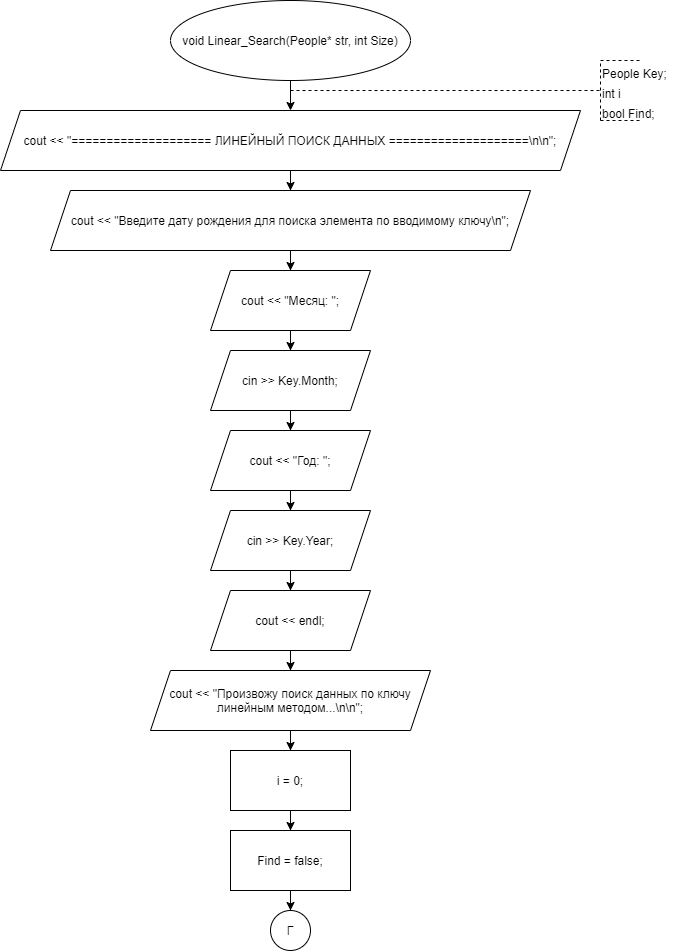 void Linear_Search(People* str, int Size)
People Key;
int i
bool Find;
cout << "==================== ЛИНЕЙНЫЙ ПОИСК ДАННЫХ ====================\n\n";
cout << "Введите дату рождения для поиска элемента по вводимому ключу\n";
cout << "Месяц: ";
cin >> Key.Month;
cout << "Год: ";
cin >> Key.Year;
cout << endl;
cout << "Произвожу поиск данных по ключу
линейным методом...\n\n";
i = 0;
Find = false;
Г